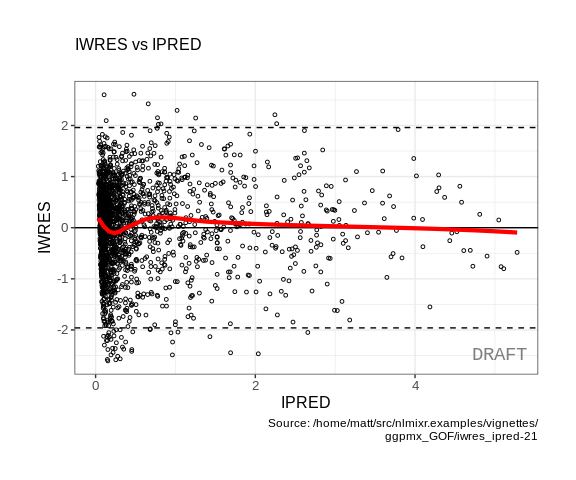 IWRES vs IPRED
2
1
0
-1
-2
IWRES
DRAFT
0
2
4
IPRED
Source: /home/matt/src/nlmixr.examples/vignettes/
ggpmx_GOF/iwres_ipred-21